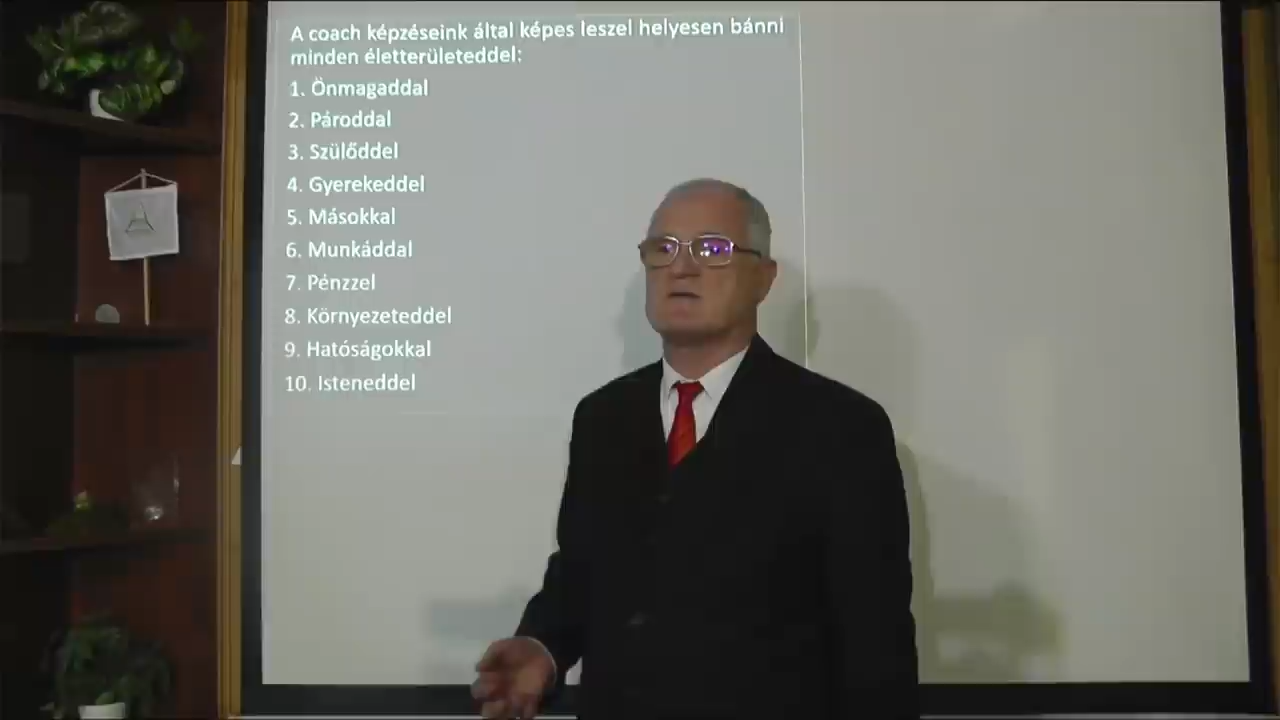 A coach képzéseink által képes leszel helyesen bánni
minden életterületeddel:
1. Önmagaddal
2. Pároddal
3. Szülőddel
4. Gyerekeddel
5. Másokkal
6. Munkáddal
7. Pénzzel
8. Környezeteddel
9. Hatóságokkal
10. Isteneddel